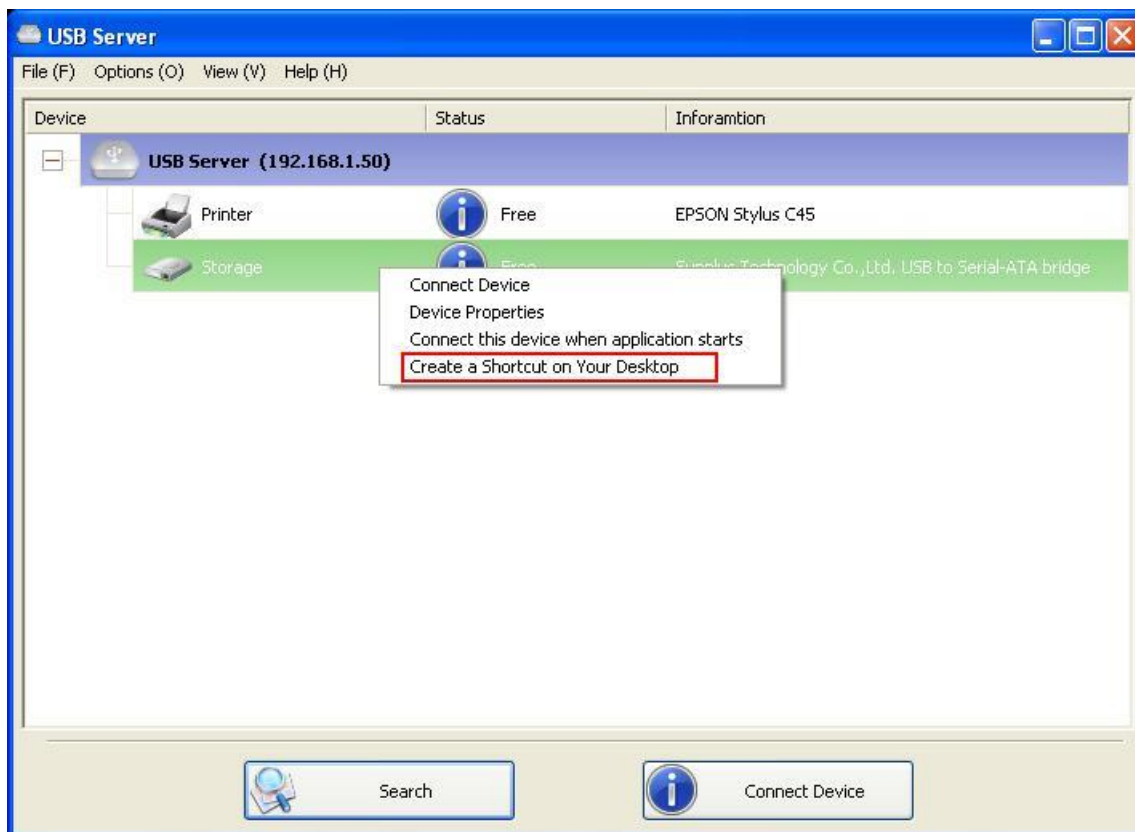 USB Server
File (F) Options (O) View (V) Help (H)
Device Status Inforamtion
USB Server (192.168.1.50)
Printer Free EPSON Stylus C45
Storage Free Sunplus Technology Co.,Ltd. USB to Serial-ATA bridge
Connect Device
Device Properties
Connect this device when application starts
Create a Shortcut on Your Desktop
Search Connect Device